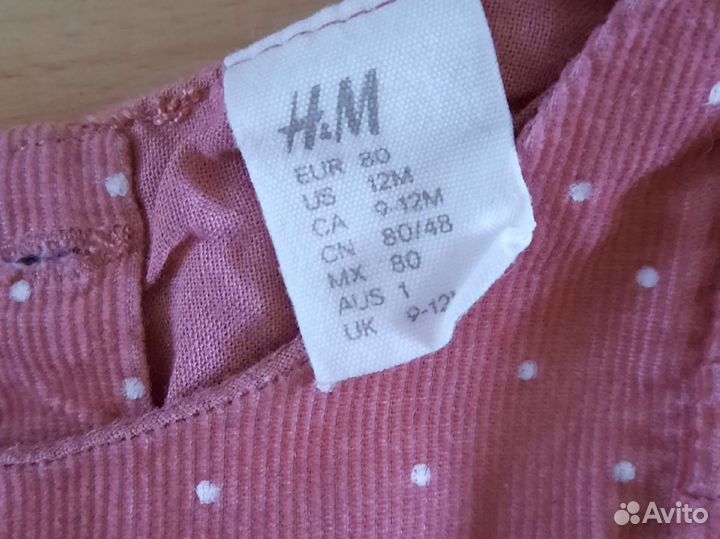 H&M
EUR 80
US 12M
CA 9-12M
CN 80/48
MX 80
AUS 1
UK 9-12
Avito